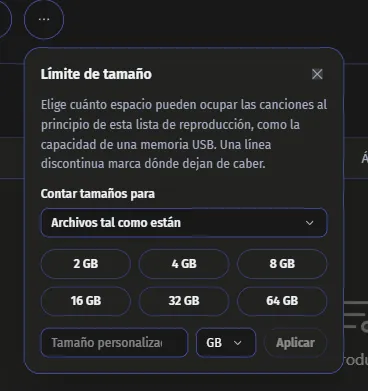 ...
Límite de tamaño
Elige cuánto espacio pueden ocupar las canciones al
principio de esta lista de reproducción, como la
capacidad de una memoria USB. Una línea
discontinua marca dónde dejan de caber.
Contar tamaños para
Archivos tal como están
2 GB 4 GB 8 GB
16 GB 32 GB 64 GB
Tamaño personaliza
GB
Aplicar